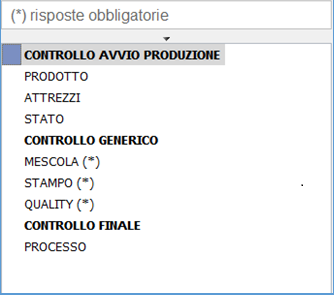 (*) risposte obbligatorie
CONTROLLO AVVIO PRODUZIONE
PRODOTTO
ATTREZZI
STATO
CONTROLLO GENERICO
MESCOLA (*)
STAMPO (*)
QUALITY (*)
CONTROLLO FINALE
PROCESSO